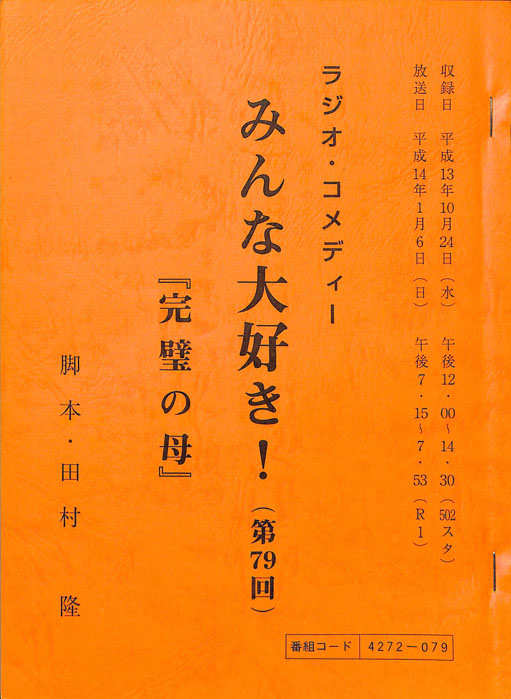 収録日　平成13年10月24日（水）　午後12・00～14・30（502スタ）
放送日　平成14年1月6日（日）　午後7・15～7・53（R1）
ラジオ・コメディー
みんな大好き！（第79回）
『完璧の母』
脚本・田村　隆
番組コード 4272－079